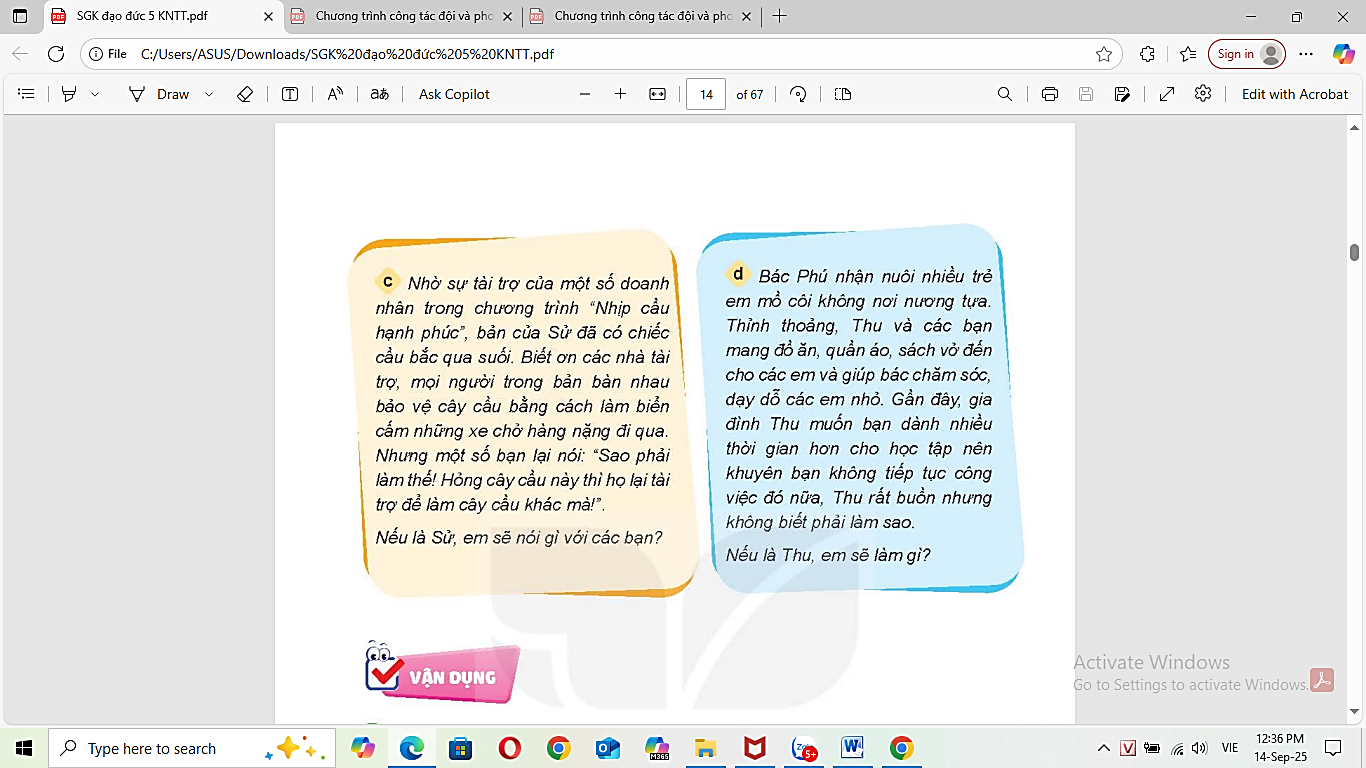 SGK đạo đức 5 KNTT.pdf
Chương trình công tác đội và pho
Chương trình công tác đội và pho
File
C:/Users/ASUS/Downloads/SGK%20đạo%20đức%205%20KNTT.pdf
Sign in
Draw
Ask Copilot
14
of 67
Edit with Acrobat
c Nhờ sự tài trợ của một số doanh
nhân trong chương trình “Nhịp cầu
hạnh phúc”, bản của Sử đã có chiếc
cầu bắc qua suối. Biết ơn các nhà tài
trợ, mọi người trong bản bàn nhau
bảo vệ cây cầu bằng cách làm biển
cấm những xe chở hàng nặng đi qua.
Nhưng một số bạn lại nói: “Sao phải
làm thế! Hỏng cây cầu này thì họ lại tài
trợ để làm cây cầu khác mà!”.
Nếu là Sử, em sẽ nói gì với các bạn?
d Bác Phú nhận nuôi nhiều trẻ
em mồ côi không nơi nương tựa.
Thỉnh thoảng, Thu và các bạn
mang đồ ăn, quần áo, sách vở đến
cho các em và giúp bác chăm sóc,
dạy dỗ các em nhỏ. Gần đây, gia
đình Thu muốn bạn dành nhiều
thời gian hơn cho học tập nên
khuyên bạn không tiếp tục công
việc đó nữa, Thu rất buồn nhưng
không biết phải làm sao.
Nếu là Thu, em sẽ làm gì?
VẬN DỤNG
Activate Windows
Go to Settings to activate Windows.
Type here to search
M365
5+
VIE
12:36 PM
14-Sep-25